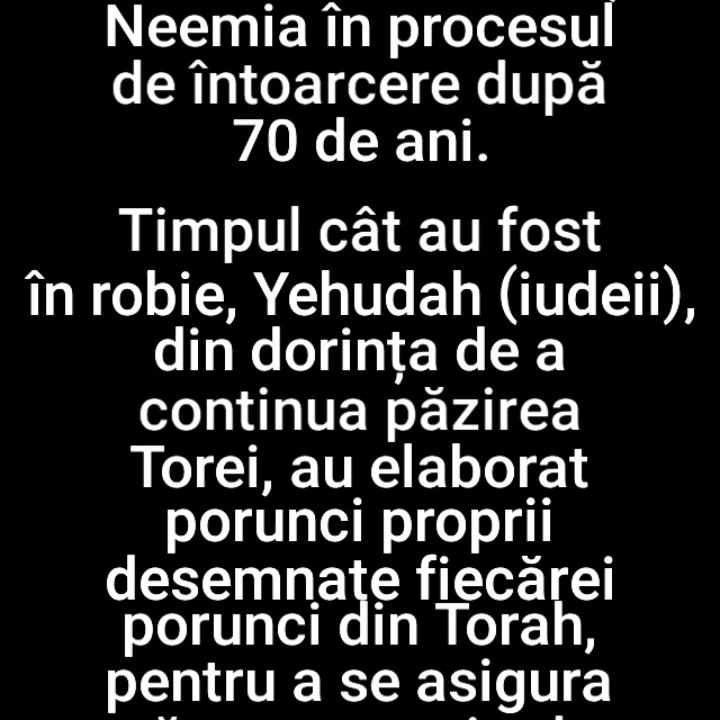 Neemia în procesul
de întoarcere după
70 de ani.
Timpul cât au fost
în robie, Yehudah (iudeii),
din dorința de a
continua păzirea
Torei, au elaborat
porunci proprii
desemnate fiecărei
porunci din Torah,
pentru a se asigura